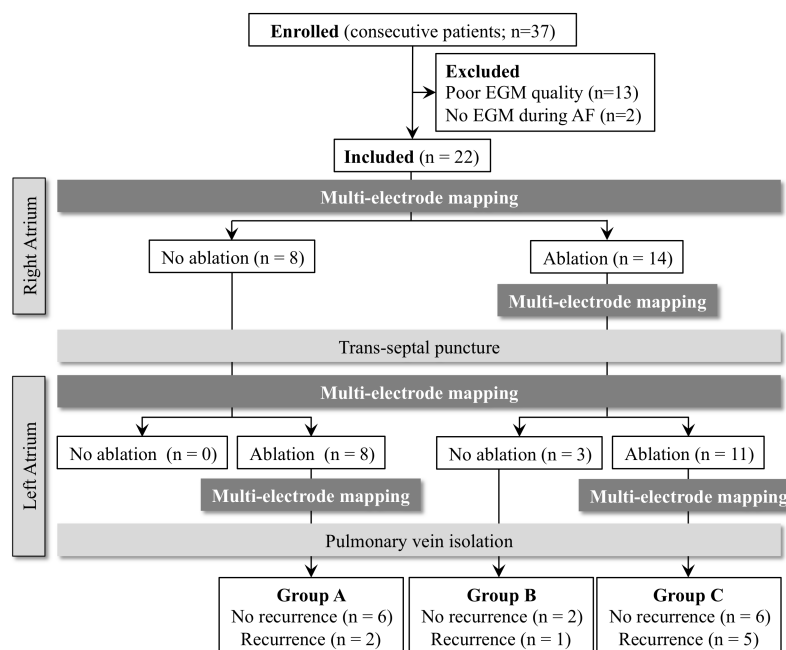 Enrolled (consecutive patients; n=37)
Excluded
Poor EGM quality (n=13)
No EGM during AF (n=2)
Included (n = 22)
Right Atrium
Multi-electrode mapping
No ablation (n = 8)
Ablation (n = 14)
Multi-electrode mapping
Trans-septal puncture
Left Atrium
Multi-electrode mapping
No ablation (n = 0)
Ablation (n = 8)
No ablation (n = 3)
Ablation (n = 11)
Multi-electrode mapping
Multi-electrode mapping
Pulmonary vein isolation
Group A
No recurrence (n = 6)
Recurrence (n = 2)
Group B
No recurrence (n = 2)
Recurrence (n = 1)
Group C
No recurrence (n = 6)
Recurrence (n = 5)